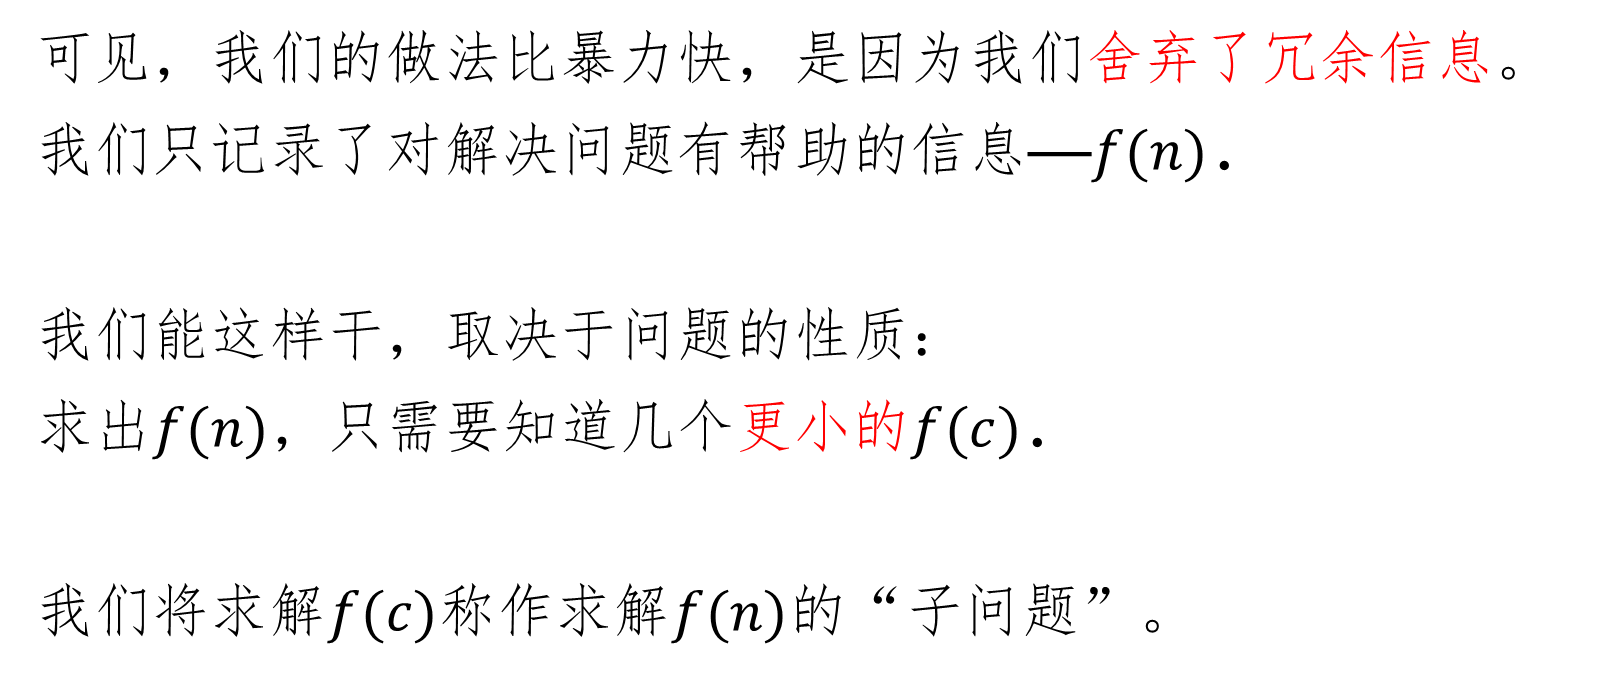 可见，我们的做法比暴力快，是因为我们舍弃了冗余信息。
我们只记录了对解决问题有帮助的信息—f(n).
我们能这样干，取决于问题的性质：
求出f(n)，只需要知道几个更小的f(c).
我们将求解f(c)称作求解f(n)的“子问题”。